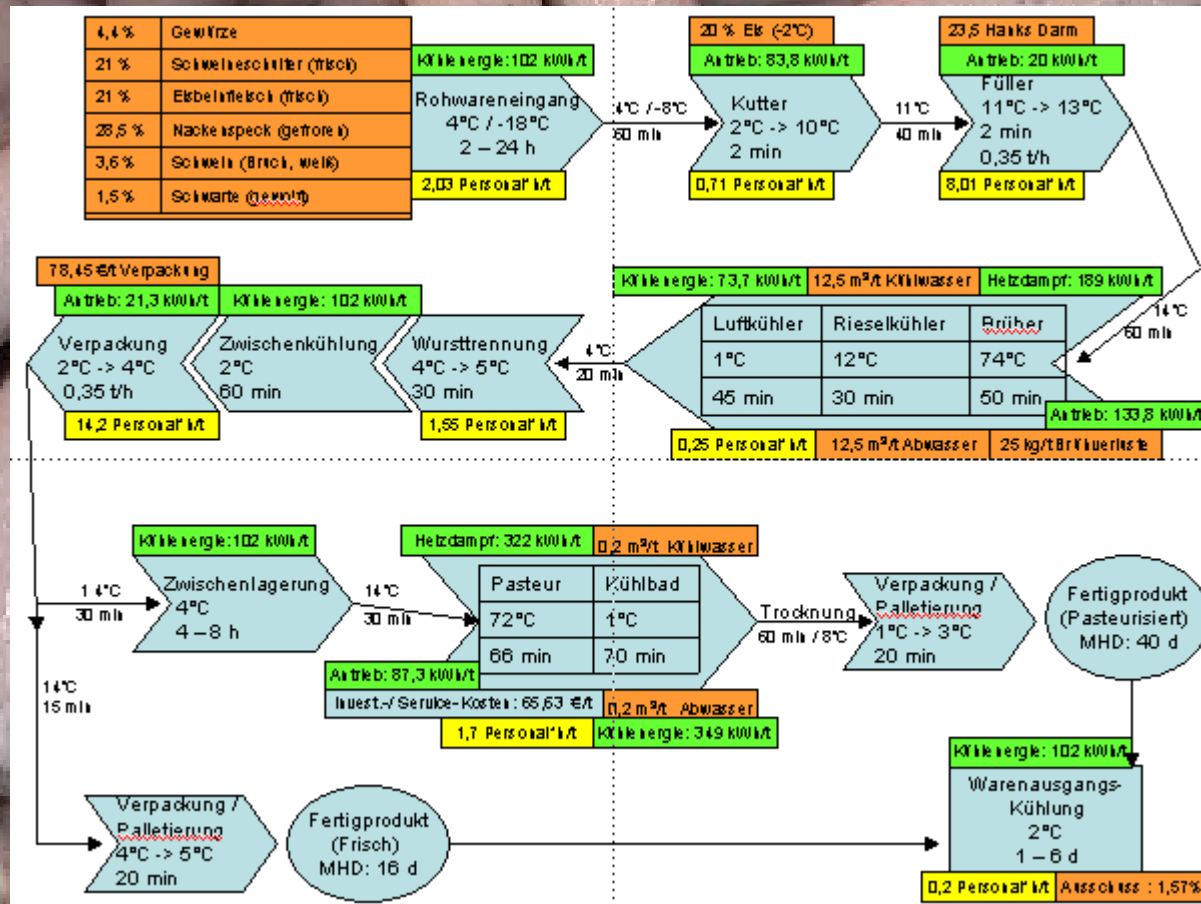 4,4 %	Gewürze
21 %	Schweineschulter (frisch)
21 %	Eisbeinfleisch (frisch)
28,5 %	Nackenspeck (gefroren)
3,6 %	Schwein (Bruch, weiß)
1,5 %	Schwarte (gewolft)
Kühlenergie: 102 kWh/t
Rohwareneingang
4°C / -18°C
2 – 24 h
2,03 Personal*h/t
4°C / -8°C
60 min
20 % Eis (-2°C)
Antrieb: 83,8 kWh/t
Kutter
2°C -> 10°C
2 min
0,71 Personal*h/t
11°C
40 min
23,5 Hanks Darm
Antrieb: 20 kWh/t
Füller
11°C -> 13°C
2 min
0,35 t/h
8,01 Personal*h/t
14°C
60 min
Kühlenergie: 73,7 kWh/t
12,5 m³/t Kühlwasser
Heizdampf: 189 kWh/t
Luftkühler	Rieselkühler	Brüher
1°C	12°C	74°C
45 min	30 min	50 min
Antrieb: 133,8 kWh/t
0,25 Personal*h/t
12,5 m³/t Abwasser
25 kg/t Brühverluste
4°C
20 min
Wursttrennung
4°C -> 5°C
30 min
1,55 Personal*h/t
Kühlenergie: 102 kWh/t
Zwischenkühlung
2°C
60 min
78,45 €/t Verpackung
Antrieb: 21,3 kWh/t
Verpackung
2°C -> 4°C
0,35 t/h
14,2 Personal*h/t
14°C
30 min
Kühlenergie: 102 kWh/t
Zwischenlagerung
4°C
4 – 8 h
14°C
30 min
Heizdampf: 322 kWh/t
0,2 m³/t Kühlwasser
Pasteur	Kühlbad
72°C	1°C
66 min	70 min
Antrieb: 87,3 kWh/t
Invest.-/ Service-Kosten: 65,63 €/t
0,2 m³/t Abwasser
1,7 Personal*h/t
Kühlenergie: 349 kWh/t
Trocknung
60 min / 8°C
Verpackung /
Palletierung
1°C -> 3°C
20 min
Fertigprodukt
(Pasteurisiert)
MHD: 40 d
14°C
15 min
Verpackung /
Palletierung
4°C -> 5°C
20 min
Fertigprodukt
(Frisch)
MHD: 16 d
Kühlenergie: 102 kWh/t
Warenausgangs-
Kühlung
2°C
1 – 6 d
0,2 Personal*h/t
Ausschuss : 1,57%